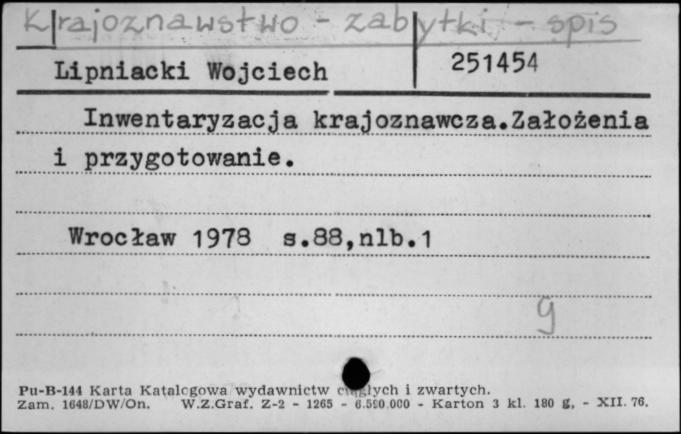 Krajoznawstwo - zabytki - spis
Lipniacki Wojciech 251454
Inwentaryzacja krajoznawcza.Założenia
i przygotowanie.
Wrocław 1978 s.88,nlb.1
g
Pu-B-144 Karta Katalogowa wydawnictw ciągłych i zwartych.
Zam. 1648/DW/On. W.Z.Graf. Z-2 - 1265 - 6.500.000 - Karton 3 kl. 180 g, - XII. 76.